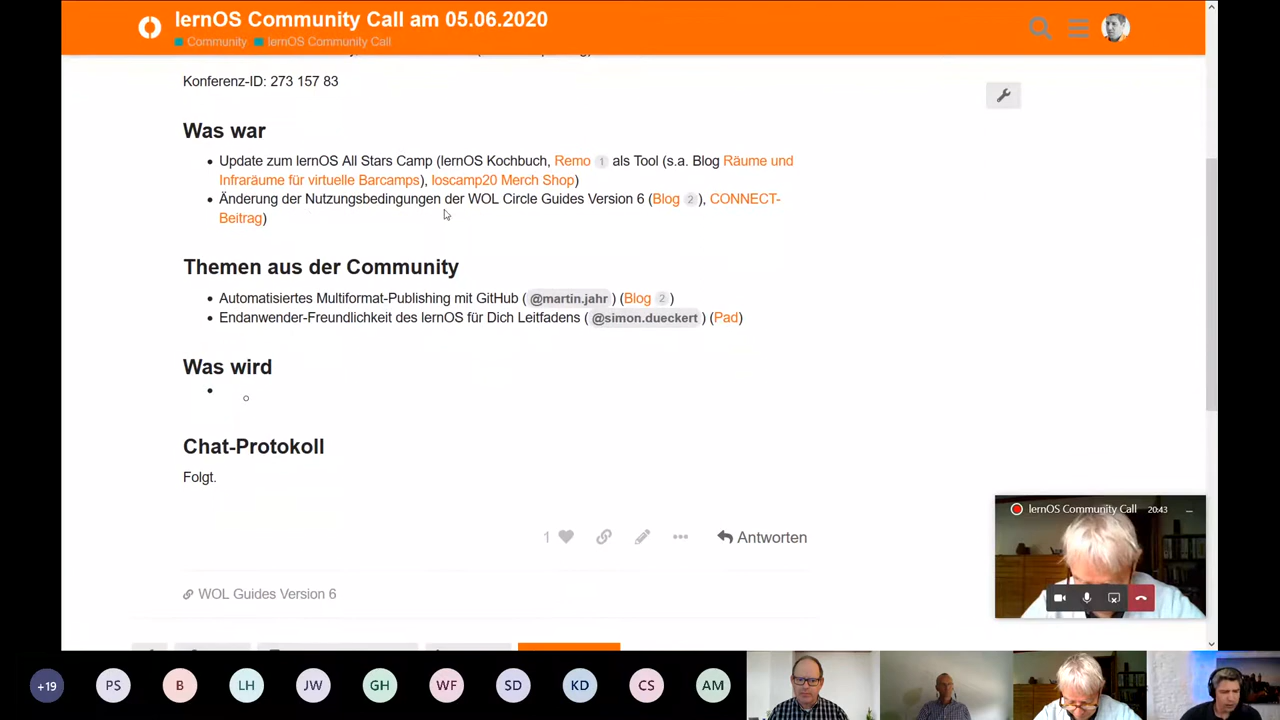 lernOS Community Call am 05.06.2020
Community lernOS Community Call
Konferenz-ID: 273 157 83
Was war
Update zum lernOS All Stars Camp (lernOS Kochbuch, Remo 1 als Tool (s.a. Blog Räume und
Infraräume für virtuelle Barcamps), loscamp20 Merch Shop)
Änderung der Nutzungsbedingungen der WOL Circle Guides Version 6 (Blog 2), CONNECT-
Beitrag)
Themen aus der Community
Automatisiertes Multiformat-Publishing mit GitHub (@martin.jahr) (Blog 2)
Endanwender-Freundlichkeit des lernOS für Dich Leitfadens (@simon.dueckert) (Pad)
Was wird
Chat-Protokoll
Folgt.
lernOS Community Call 20:43
1 Antworten
WOL Guides Version 6
+19 PS B LH JW GH WF SD KD CS AM